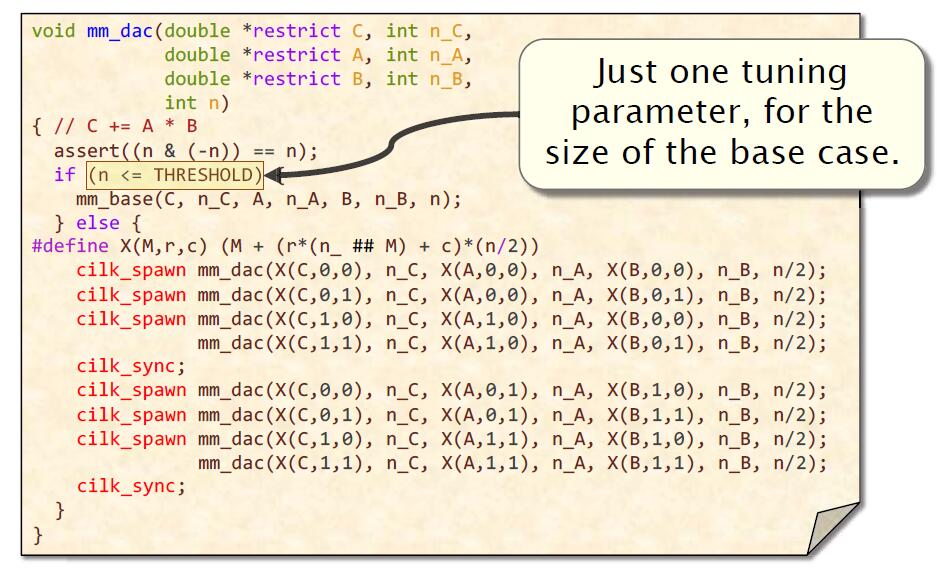 void mm_dac(double *restrict C, int n_C,
            double *restrict A, int n_A,
            double *restrict B, int n_B,
            int n)
{ // C += A * B
  assert((n & (-n)) == n);
  if (n <= THRESHOLD) {
    mm_base(C, n_C, A, n_A, B, n_B, n);
  } else {
#define X(M,r,c) (M + (r*(n_ ## M) + c)*(n/2))
    cilk_spawn mm_dac(X(C,0,0), n_C, X(A,0,0), n_A, X(B,0,0), n_B, n/2);
    cilk_spawn mm_dac(X(C,0,1), n_C, X(A,0,0), n_A, X(B,0,1), n_B, n/2);
    cilk_spawn mm_dac(X(C,1,0), n_C, X(A,1,0), n_A, X(B,0,0), n_B, n/2);
               mm_dac(X(C,1,1), n_C, X(A,1,0), n_A, X(B,0,1), n_B, n/2);
    cilk_sync;
    cilk_spawn mm_dac(X(C,0,0), n_C, X(A,0,1), n_A, X(B,1,0), n_B, n/2);
    cilk_spawn mm_dac(X(C,0,1), n_C, X(A,0,1), n_A, X(B,1,1), n_B, n/2);
    cilk_spawn mm_dac(X(C,1,0), n_C, X(A,1,1), n_A, X(B,1,0), n_B, n/2);
               mm_dac(X(C,1,1), n_C, X(A,1,1), n_A, X(B,1,1), n_B, n/2);
    cilk_sync;
  }
}
Just one tuning
parameter, for the
size of the base case.